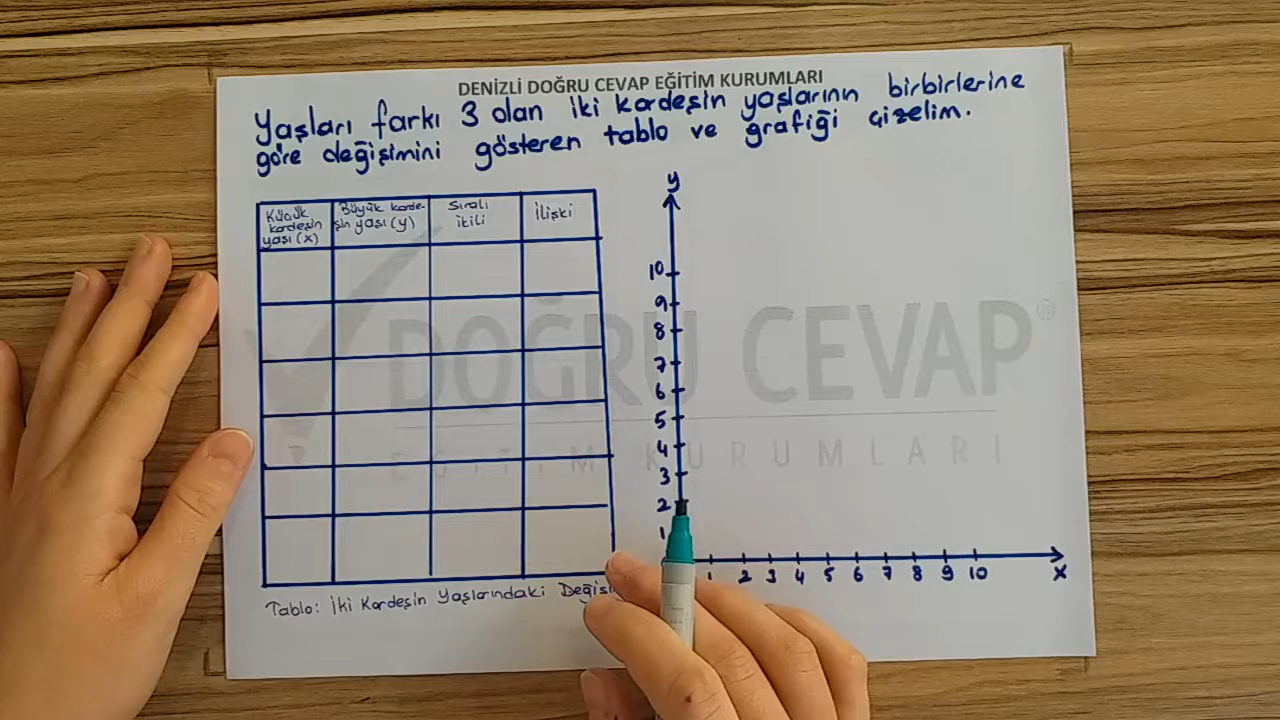 DENİZLİ DOĞRU CEVAP EĞİTİM KURUMLARI
Yaşları farkı 3 olan iki kardeşin yaşlarının birbirlerine
göre değişimini gösteren tablo ve grafiği çizelim.
Küçük kardeşin yaşı (x)
Büyük kardeşin yaşı (y)
Sıralı ikili
İlişki
y
10
9
8
7
6
5
4
3
2
1
1 2 3 4 5 6 7 8 9 10 x
Tablo: İki Kardeşin Yaşlarındaki
DOĞRU CEVAP®
EĞİTİM KURUMLARI